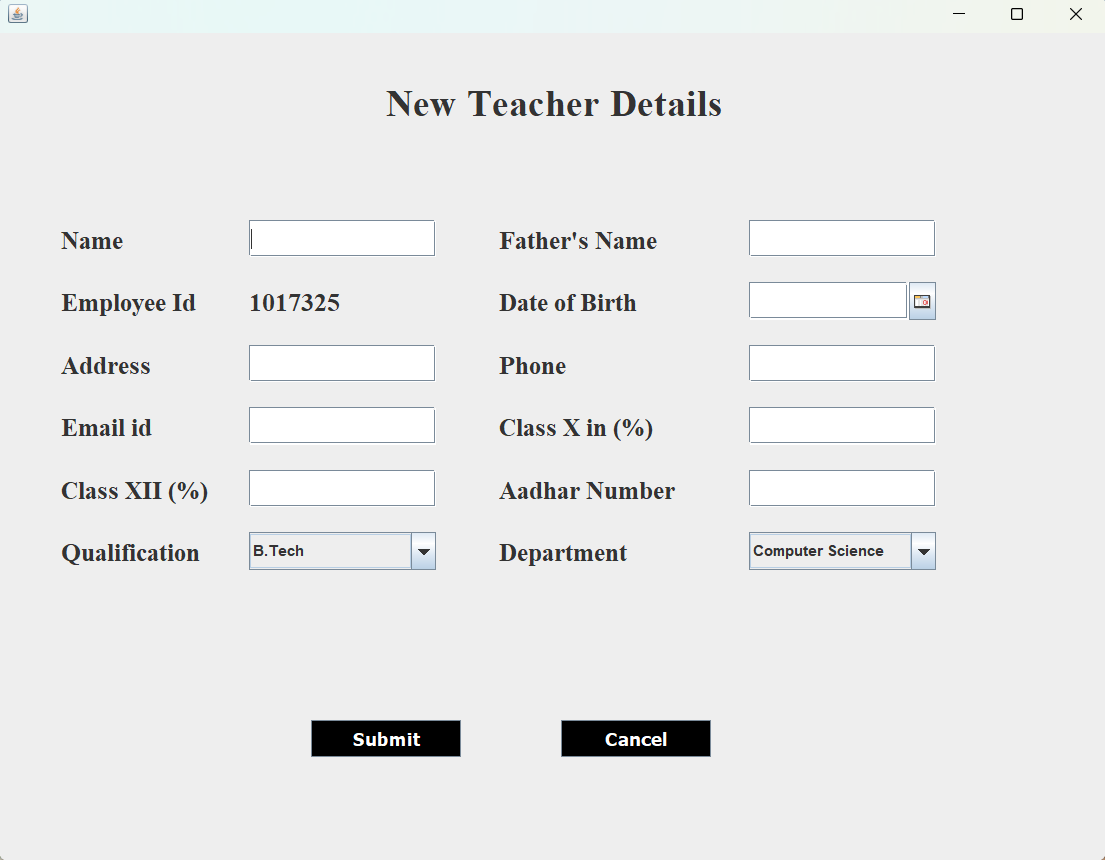 New Teacher Details
Name Father's Name
Employee Id 1017325 Date of Birth
Address Phone
Email id Class X in (%)
Class XII (%) Aadhar Number
Qualification B.Tech Department Computer Science
Submit Cancel